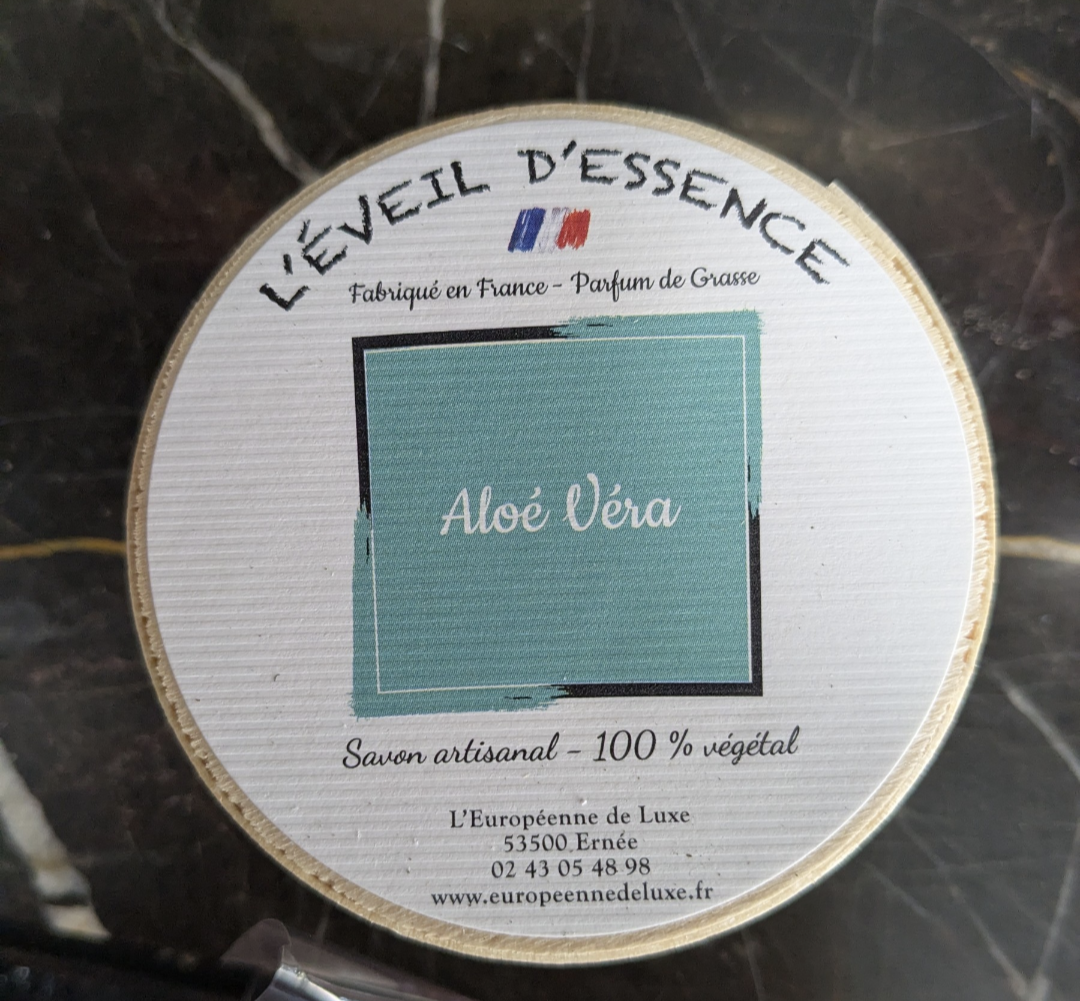 L'ÉVEIL D'ESSENCE
Fabriqué en France - Parfum de Grasse
Aloé Véra
Savon artisanal - 100 % végétal
L'Européenne de Luxe
53500 Ernée
02 43 05 48 98
www.europeennedeluxe.fr